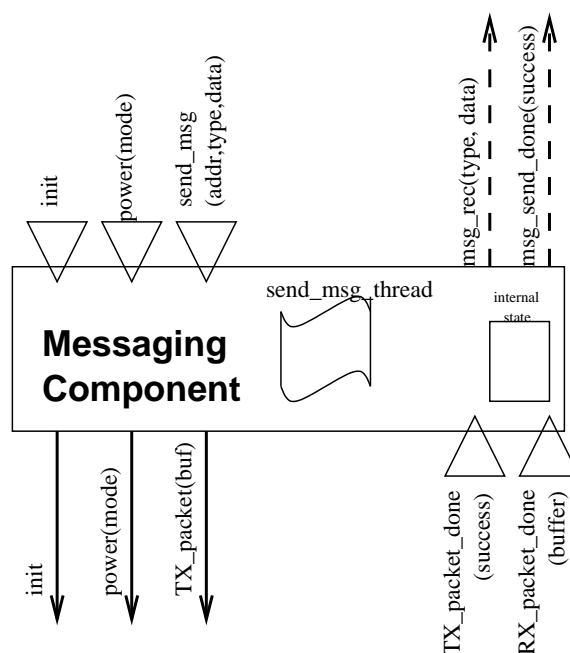 init
power(mode)
send_msg
(addr,type,data)
msg_rec(type, data)
msg_send_done(success)
send_msg_thread
internal
state
Messaging
Component
init
power(mode)
TX_packet(buf)
TX_packet_done
(success)
RX_packet_done
(buffer)